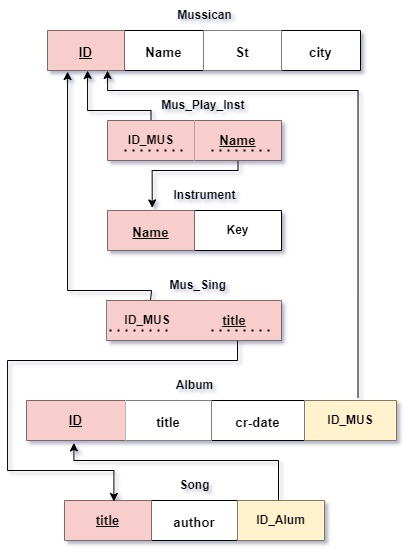 Mussican
ID Name St city
Mus_Play_Inst
ID_MUS Name
Instrument
Name Key
Mus_Sing
ID_MUS title
Album
ID title cr-date ID_MUS
Song
title author ID_Alum